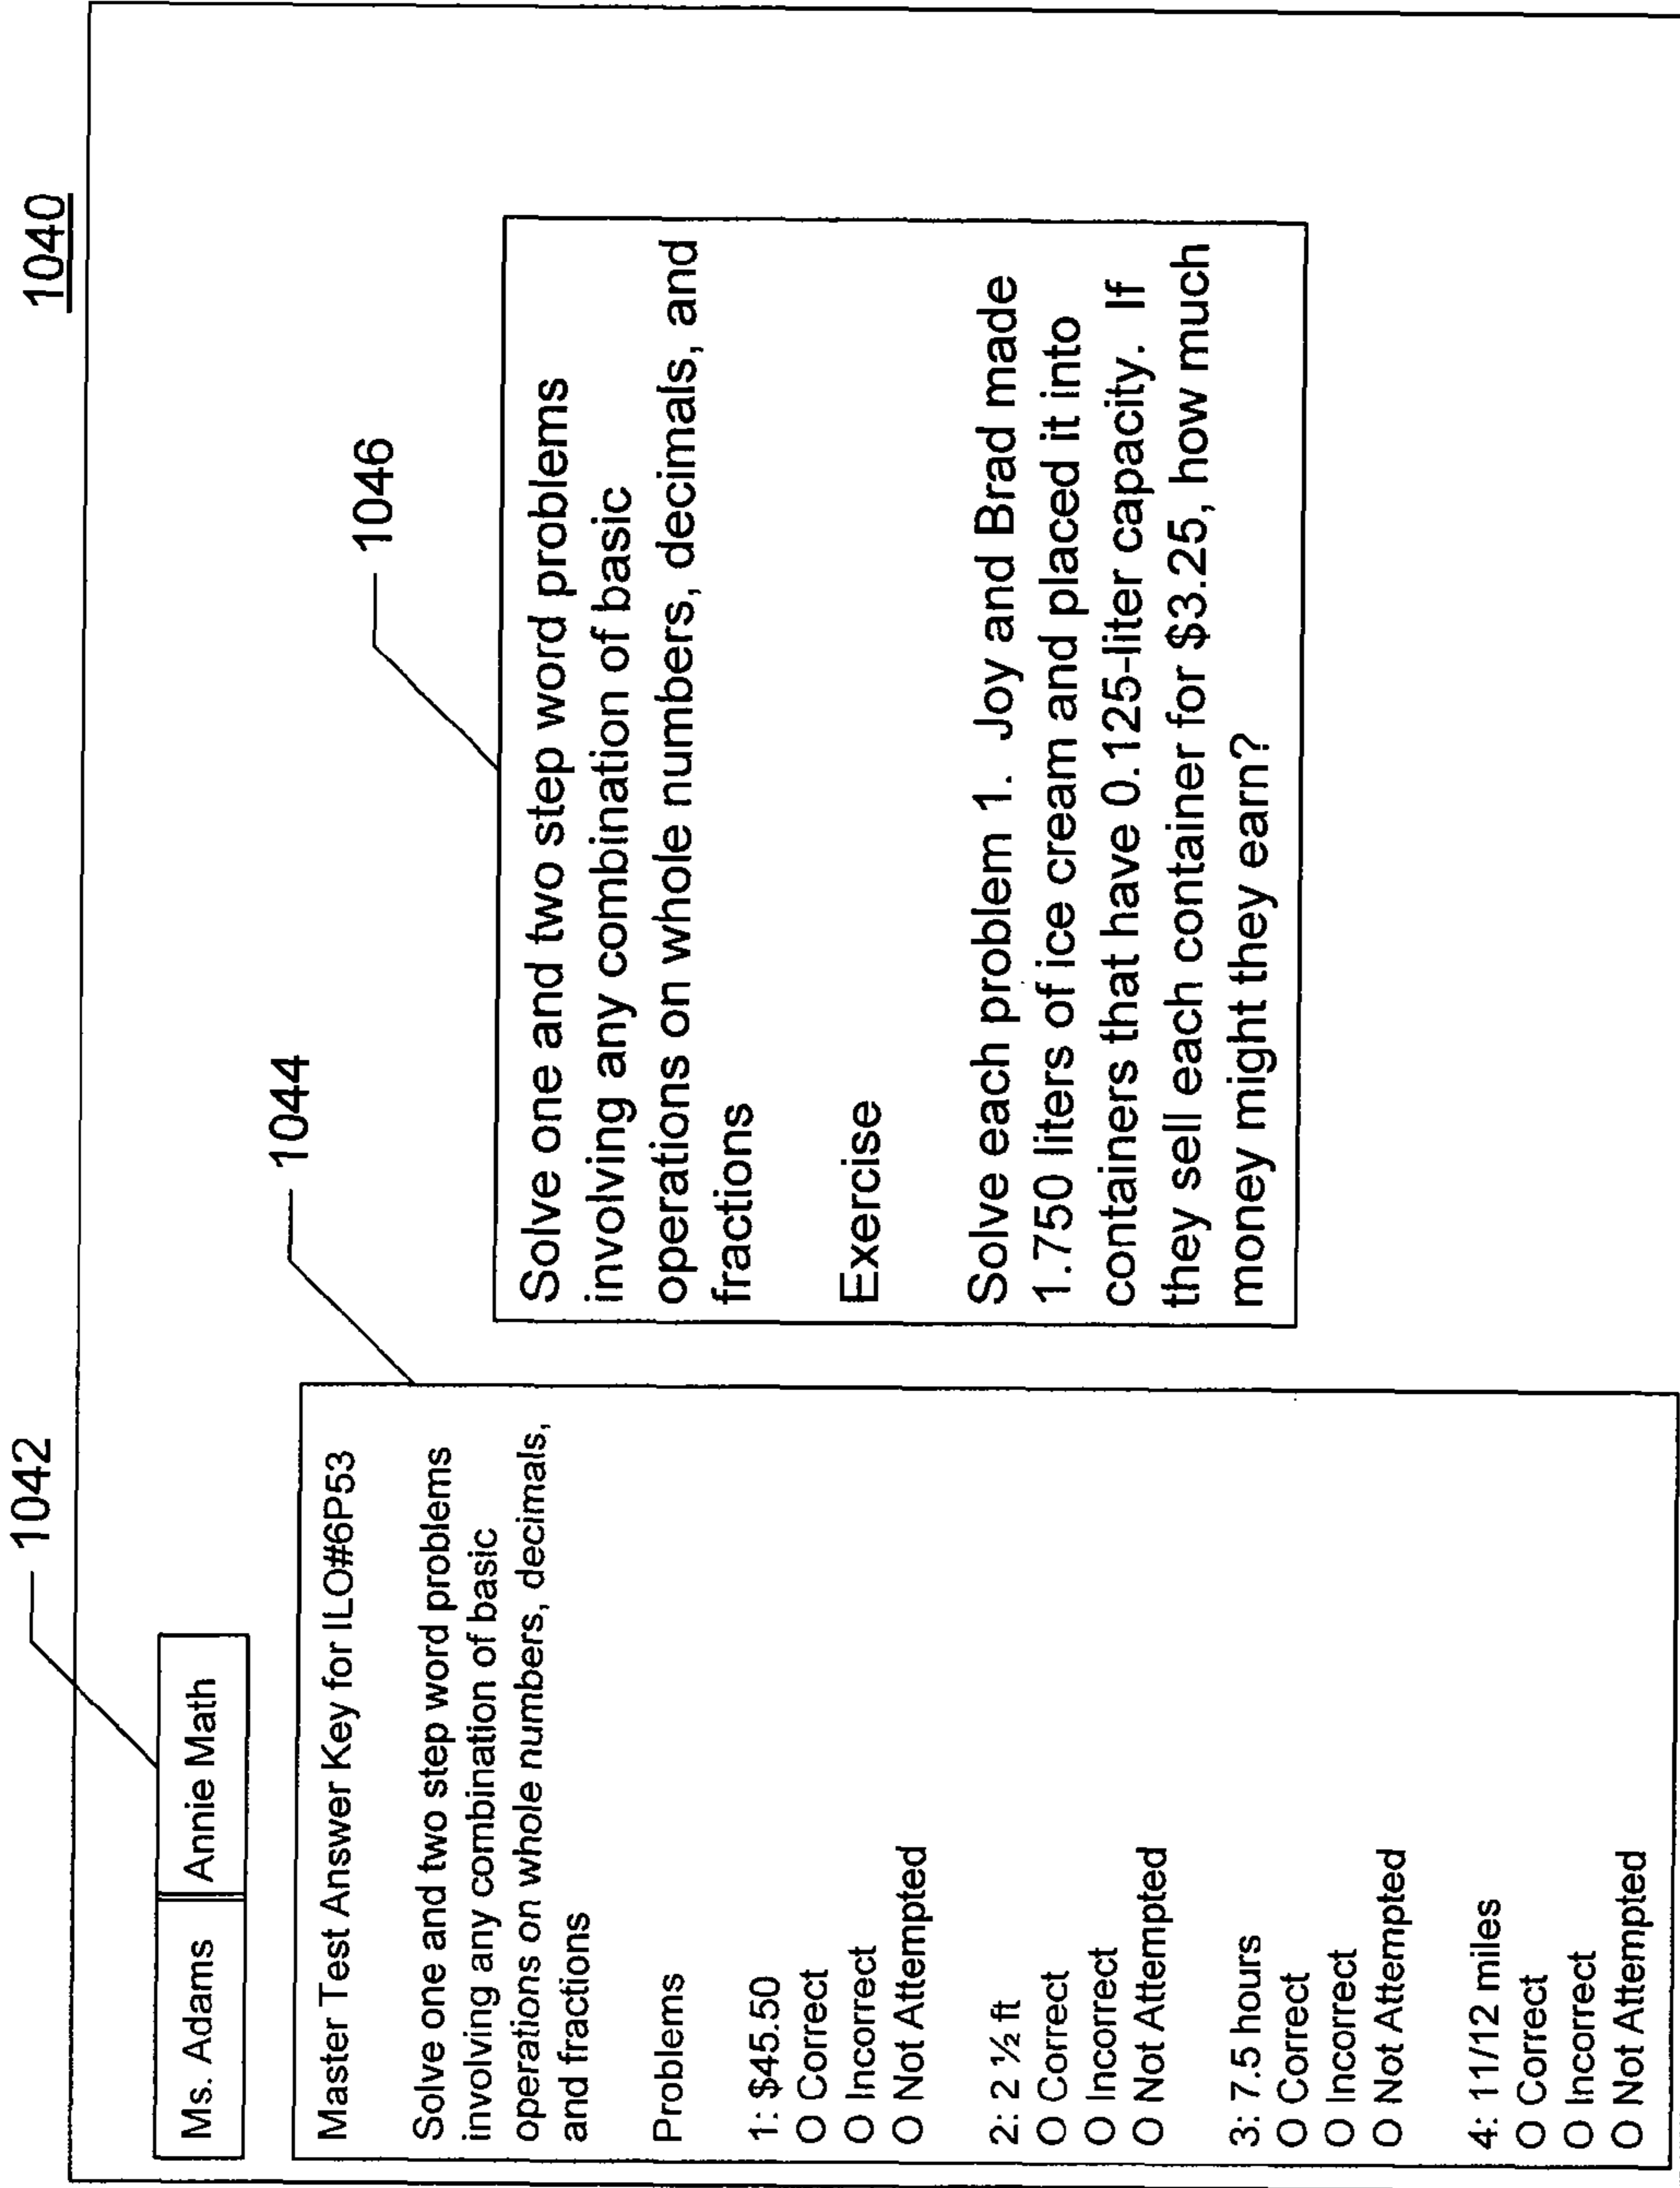 1040
1042
Ms. Adams Annie Math
1044
Master Test Answer Key for ILO#6P53
Solve one and two step word problems
involving any combination of basic
operations on whole numbers, decimals,
and fractions
Problems
1: $45.50
O Correct
O Incorrect
O Not Attempted
2: 2 ½ ft
O Correct
O Incorrect
O Not Attempted
3: 7.5 hours
O Correct
O Incorrect
O Not Attempted
4: 11/12 miles
O Correct
O Incorrect
O Not Attempted
1046
Solve one and two step word problems
involving any combination of basic
operations on whole numbers, decimals, and
fractions
Exercise
Solve each problem 1. Joy and Brad made
1.750 liters of ice cream and placed it into
containers that have 0.125-liter capacity. If
they sell each container for $3.25, how much
money might they earn?